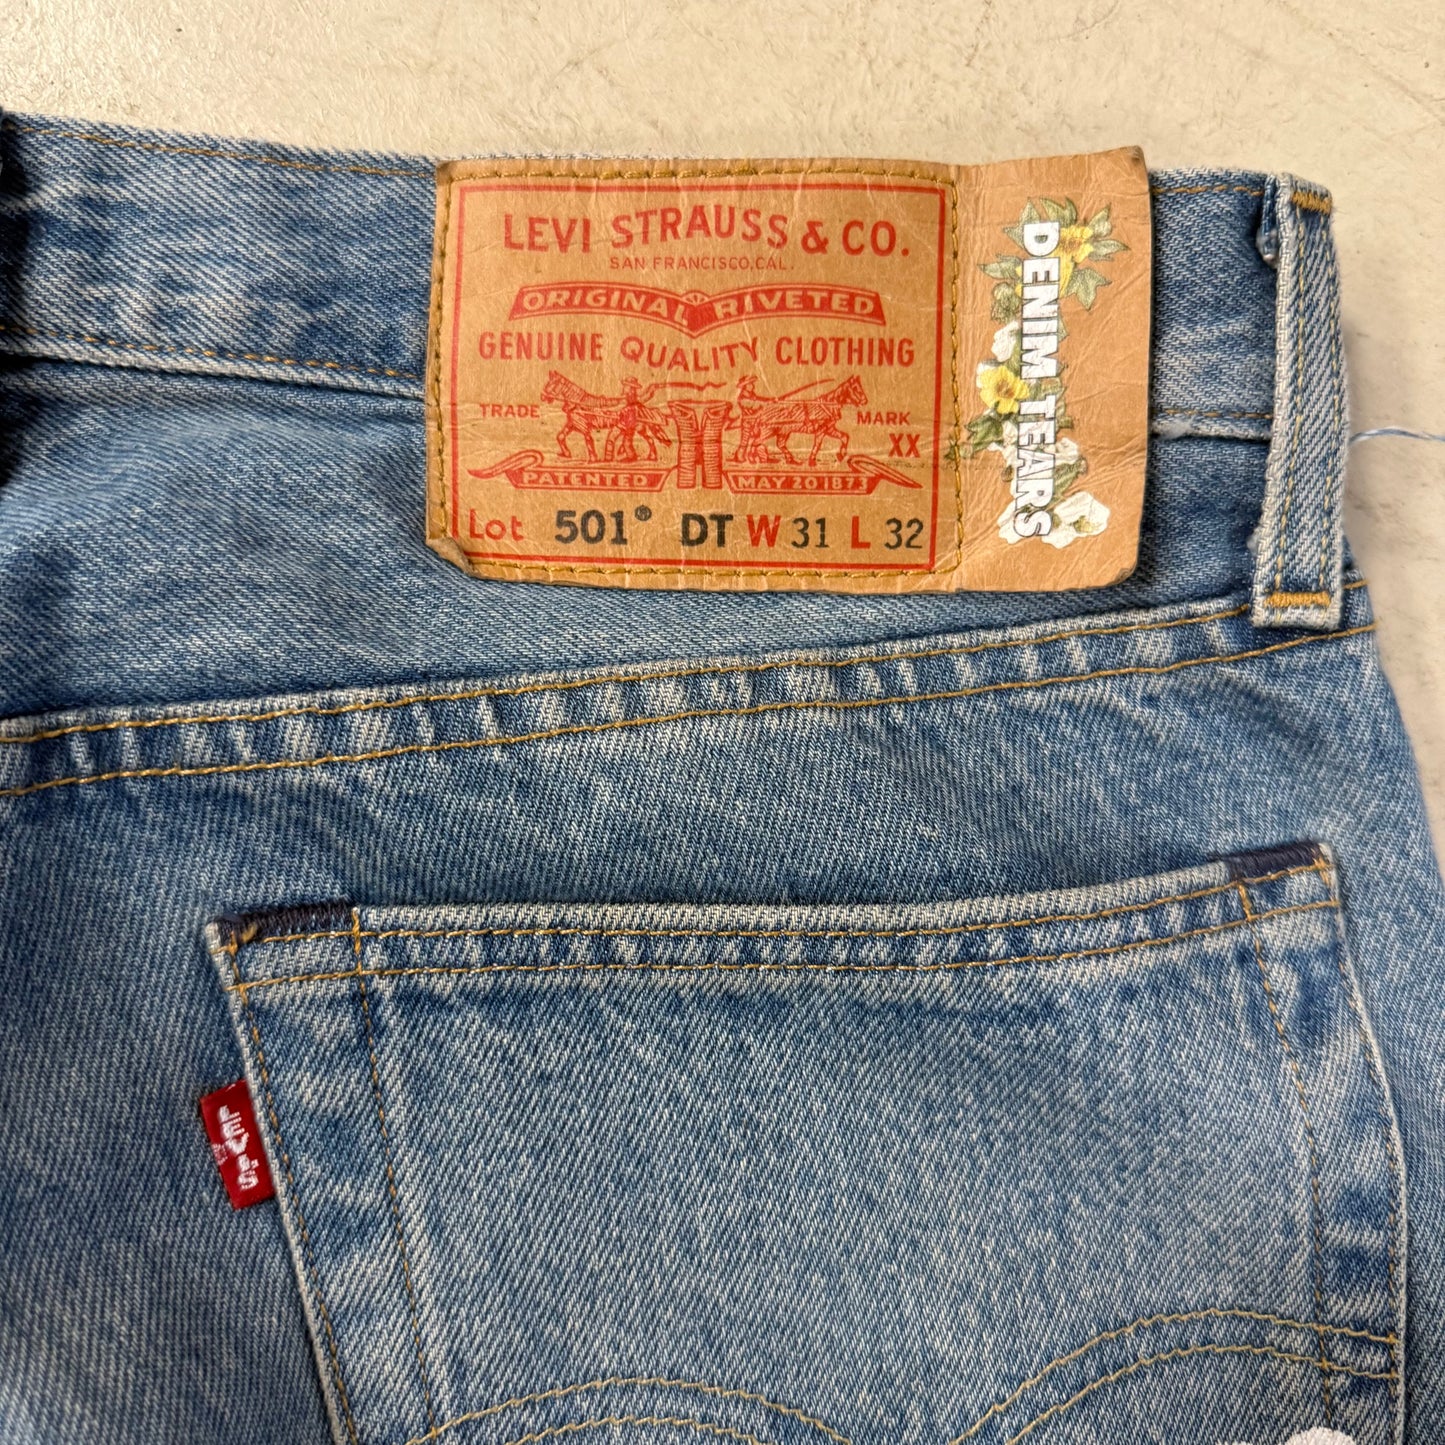 LEVI STRAUSS & CO.
SAN FRANCISCO, CAL.
ORIGINAL RIVETED
GENUINE QUALITY CLOTHING
TRADE MARK
XX
PATENTED MAY 20 1873
Lot 501® DT W 31 L 32
DENIM TEARS
LEVI'S